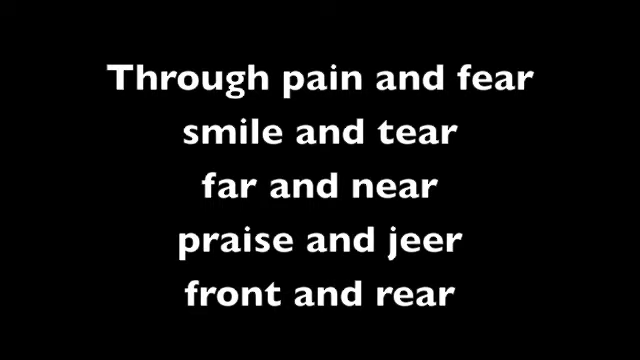 Through pain and fear
smile and tear
far and near
praise and jeer
front and rear